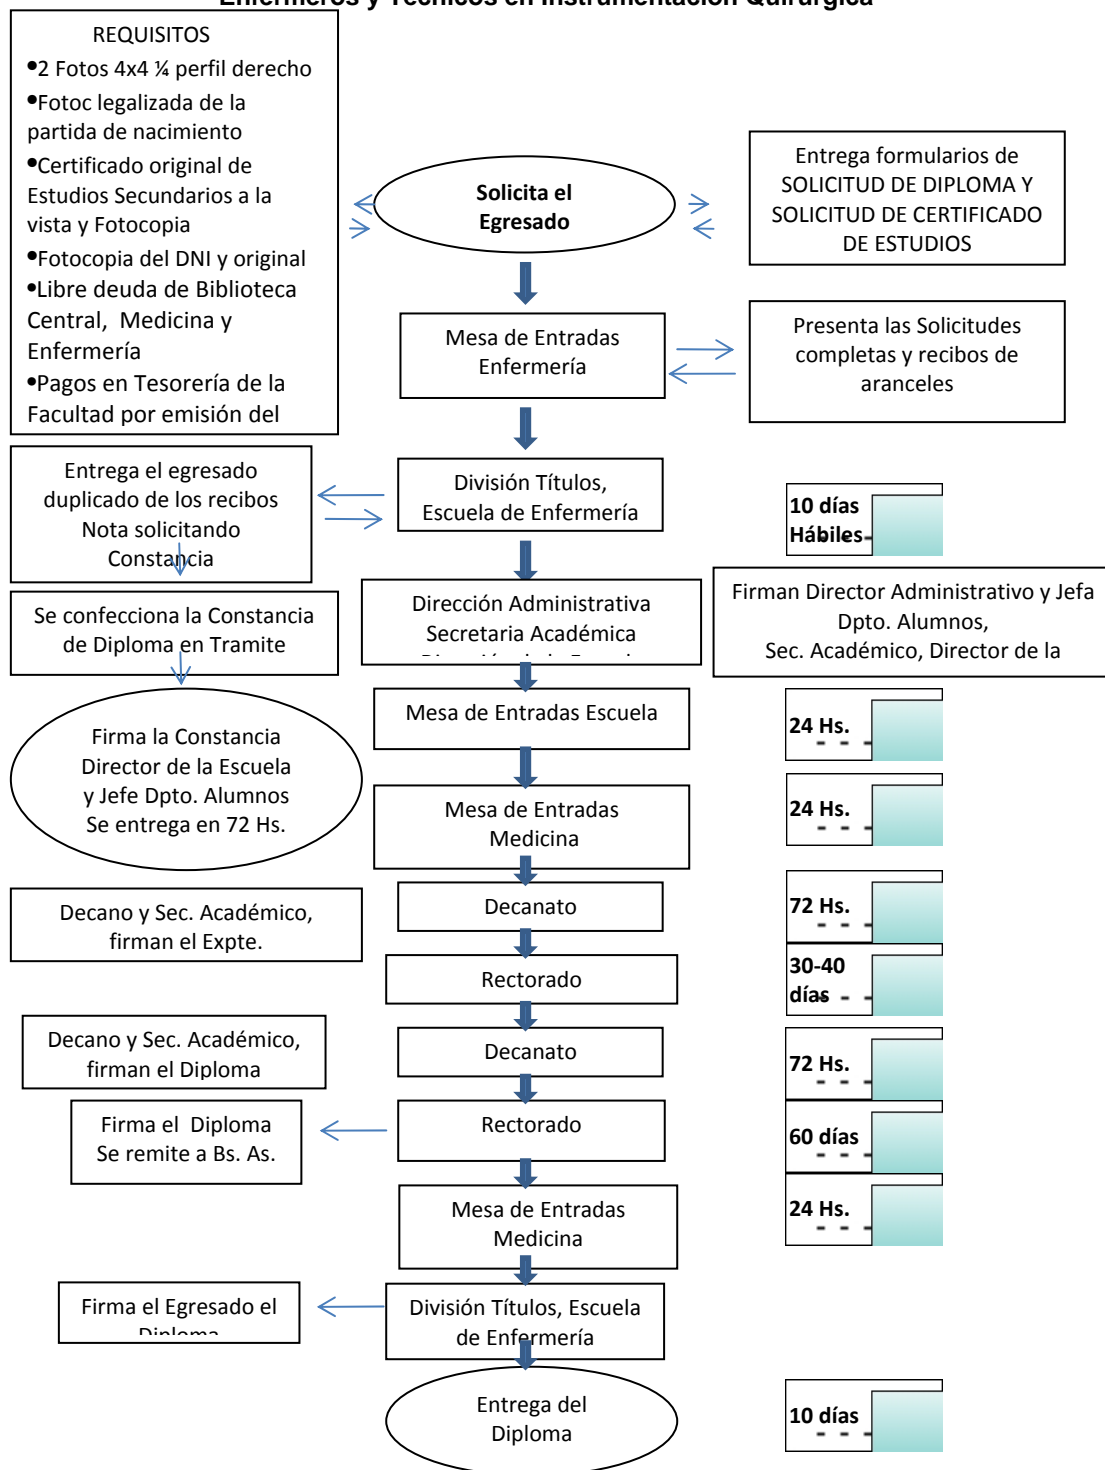 Enfermeros y Técnicos en Instrumentación Quirúrgica
REQUISITOS
•2 Fotos 4x4 ¼ perfil derecho
•Fotoc legalizada de la
partida de nacimiento
•Certificado original de
Estudios Secundarios a la
vista y Fotocopia
•Fotocopia del DNI y original
•Libre deuda de Biblioteca
Central, Medicina y
Enfermería
•Pagos en Tesorería de la
Facultad por emisión del
Solicita el
Egresado
Entrega formularios de
SOLICITUD DE DIPLOMA Y
SOLICITUD DE CERTIFICADO
DE ESTUDIOS
Mesa de Entradas
Enfermería
Presenta las Solicitudes
completas y recibos de
aranceles
Entrega el egresado
duplicado de los recibos
Nota solicitando
Constancia
División Títulos,
Escuela de Enfermería
10 días
Hábiles
Se confecciona la Constancia
de Diploma en Tramite
Dirección Administrativa
Secretaria Académica
Firman Director Administrativo y Jefa
Dpto. Alumnos,
Sec. Académico, Director de la
Firma la Constancia
Director de la Escuela
y Jefe Dpto. Alumnos
Se entrega en 72 Hs.
Mesa de Entradas Escuela
24 Hs.
Mesa de Entradas
Medicina
24 Hs.
Decano y Sec. Académico,
firman el Expte.
Decanato
72 Hs.
Rectorado
30-40
días
Decano y Sec. Académico,
firman el Diploma
Decanato
72 Hs.
Firma el Diploma
Se remite a Bs. As.
Rectorado
60 días
Mesa de Entradas
Medicina
24 Hs.
Firma el Egresado el
Diploma
División Títulos, Escuela
de Enfermería
Entrega del
Diploma
10 días